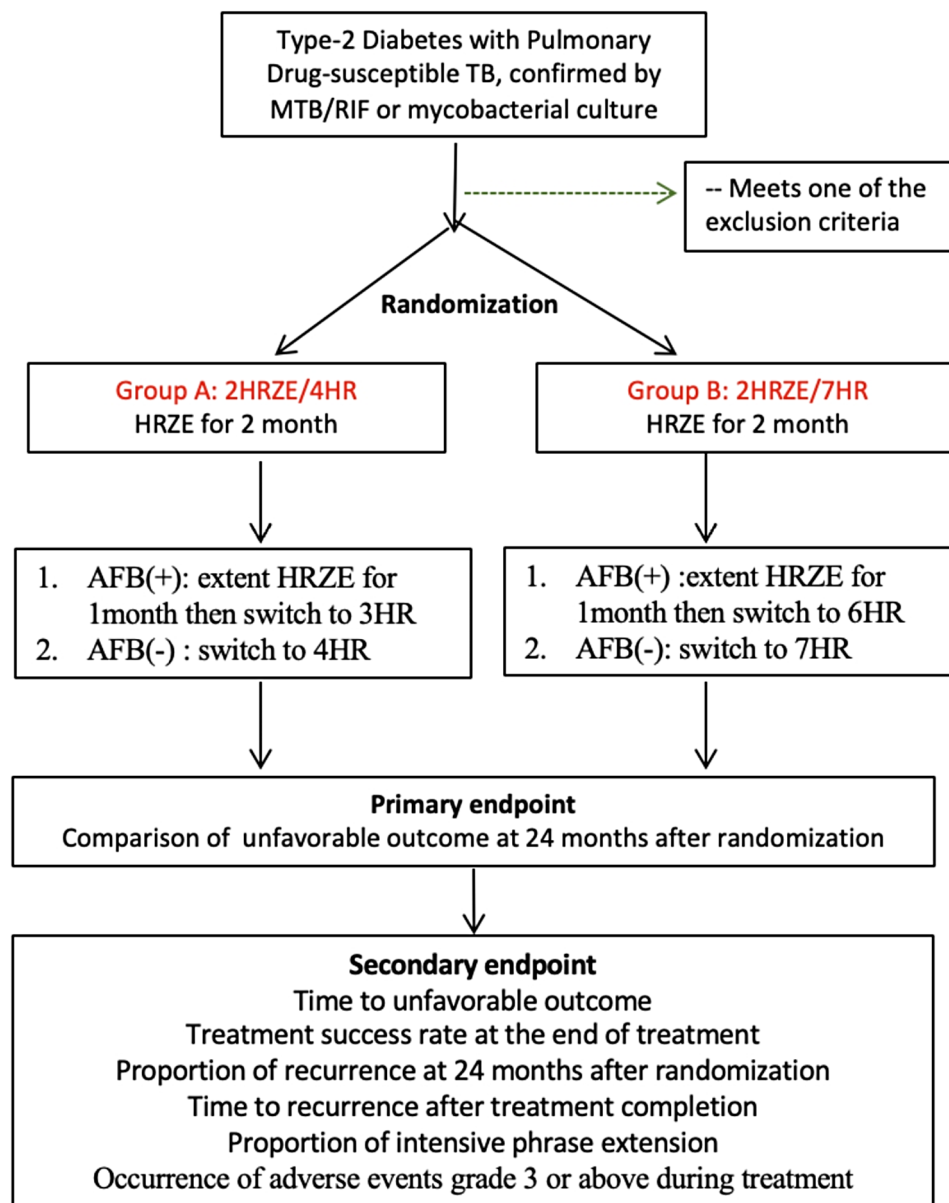 Type-2 Diabetes with Pulmonary
Drug-susceptible TB, confirmed by
MTB/RIF or mycobacterial culture
-- Meets one of the
exclusion criteria
Randomization
Group A: 2HRZE/4HR
HRZE for 2 month
Group B: 2HRZE/7HR
HRZE for 2 month
1. AFB(+): extent HRZE for
1month then switch to 3HR
2. AFB(-) : switch to 4HR
1. AFB(+) :extent HRZE for
1month then switch to 6HR
2. AFB(-): switch to 7HR
Primary endpoint
Comparison of unfavorable outcome at 24 months after randomization
Secondary endpoint
Time to unfavorable outcome
Treatment success rate at the end of treatment
Proportion of recurrence at 24 months after randomization
Time to recurrence after treatment completion
Proportion of intensive phrase extension
Occurrence of adverse events grade 3 or above during treatment